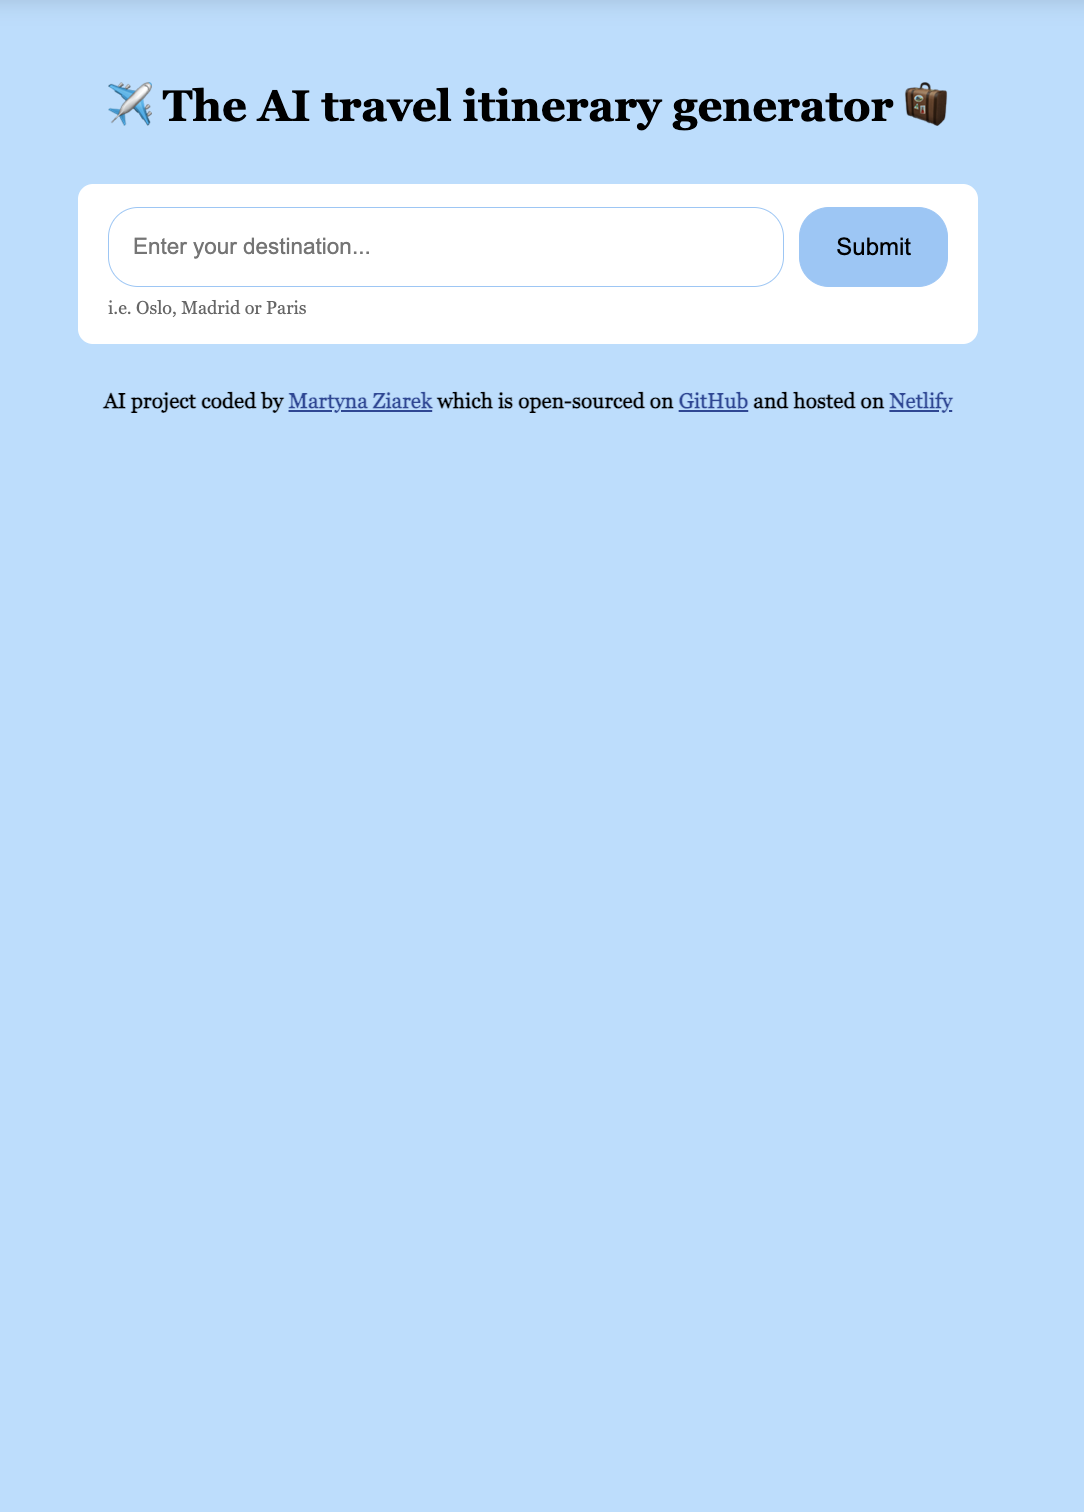 ✈️ The AI travel itinerary generator 🧳
Enter your destination...
Submit
i.e. Oslo, Madrid or Paris
AI project coded by Martyna Ziarek which is open-sourced on GitHub and hosted on Netlify